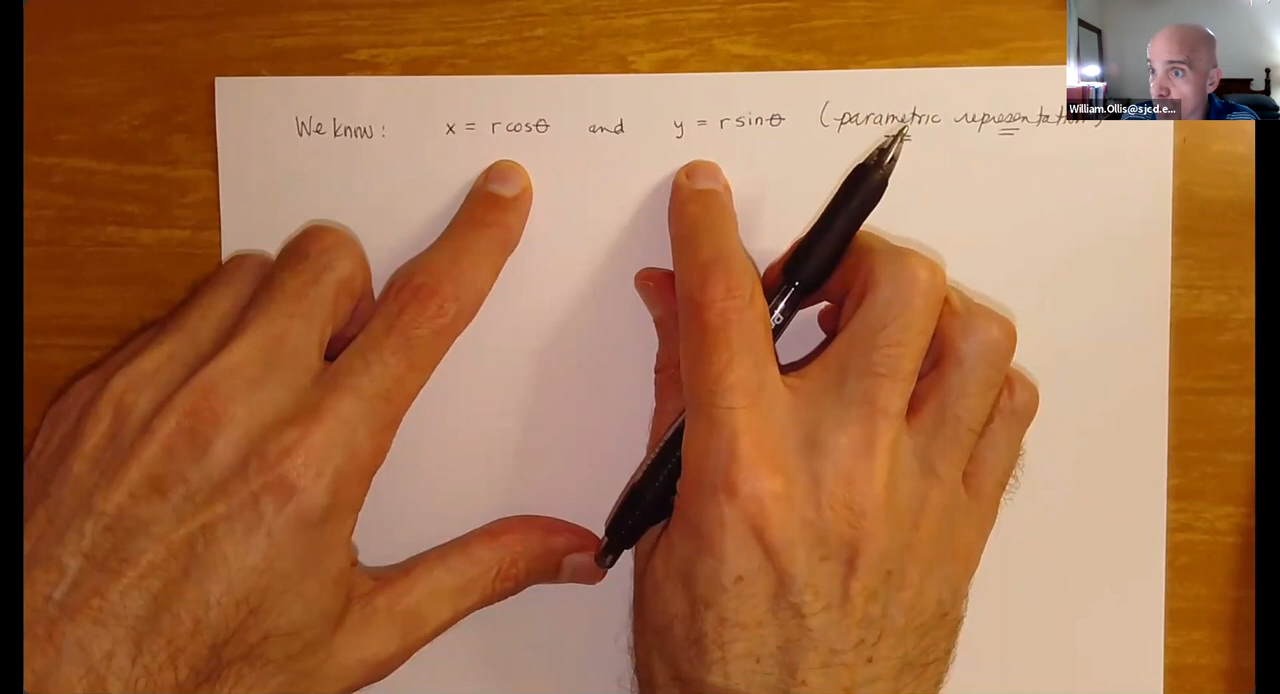 We know: x = rcosθ and y = rsinθ (parametric representation)
William.Ollis@sjcd.e...